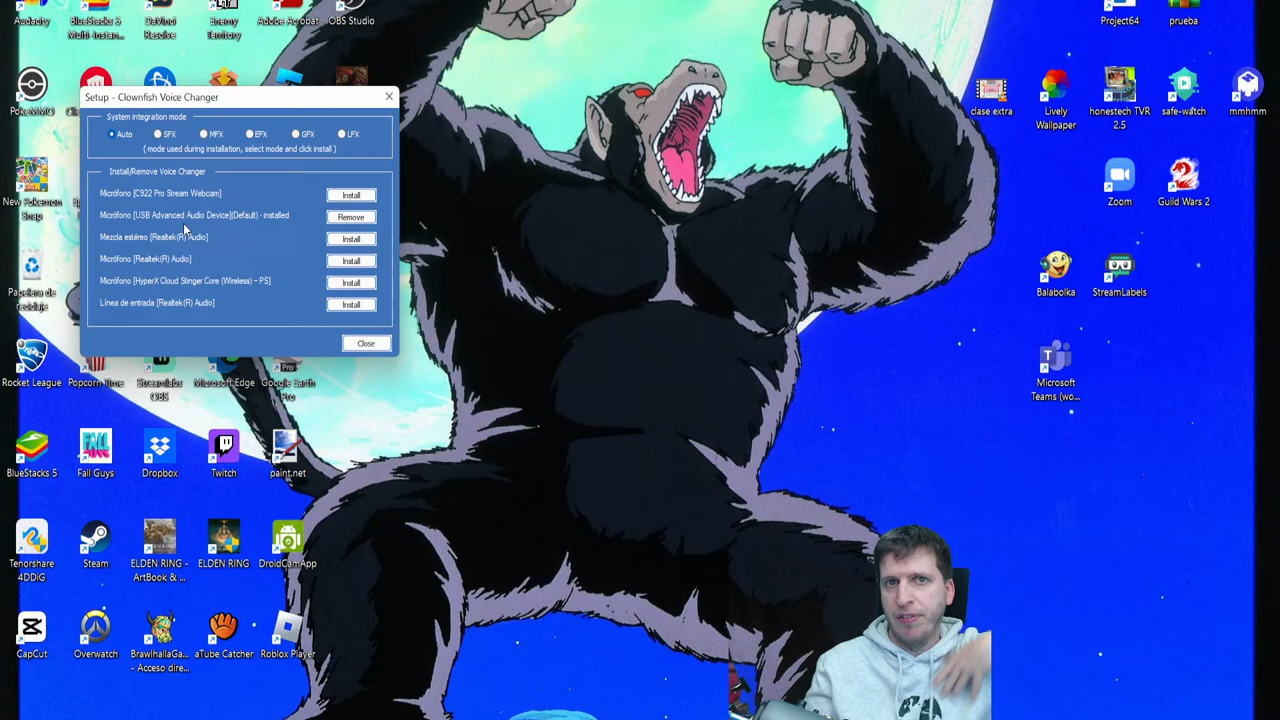 Audacity
BlueStacks 5
Multi-Instan...
DaVinci
Resolve
Enemy
Territory
Adobe Acrobat
OBS Studio
Project64
prueba
PokeMMO
Setup - Clownfish Voice Changer
System integration mode
Auto
SFX
MFX
EFX
GFX
LFX
( mode used during installation, select mode and click install )
Install/Remove Voice Changer
Micrófono [C922 Pro Stream Webcam]
Install
Micrófono [USB Advanced Audio Device](Default) - installed
Remove
Mezcla estéreo [Realtek(R) Audio]
Install
Micrófono [Realtek(R) Audio]
Install
Micrófono [HyperX Cloud Stinger Core (Wireless) – PS]
Install
Línea de entrada [Realtek(R) Audio]
Install
Close
clase extra
Lively
Wallpaper
honestech TVR
2.5
safe-watch
mmhmm
New Pokemon
Snap
Zoom
Guild Wars 2
Papelera de
reciclaje
Balabolka
StreamLabels
Rocket League
Popcorn Time
Streamlabs
OBS
Microsoft Edge
Pro
Google Earth
Pro
Microsoft
Teams (wo...
BlueStacks 5
FALL
GUYS
Fall Guys
Dropbox
Twitch
paint.net
Tenorshare
4DDiG
Steam
ELDEN RING -
ArtBook & ...
ELDEN RING
DroidCamApp
CapCut
Overwatch
BrawlhallaGa...
- Acceso dire...
aTube Catcher
Roblox Player